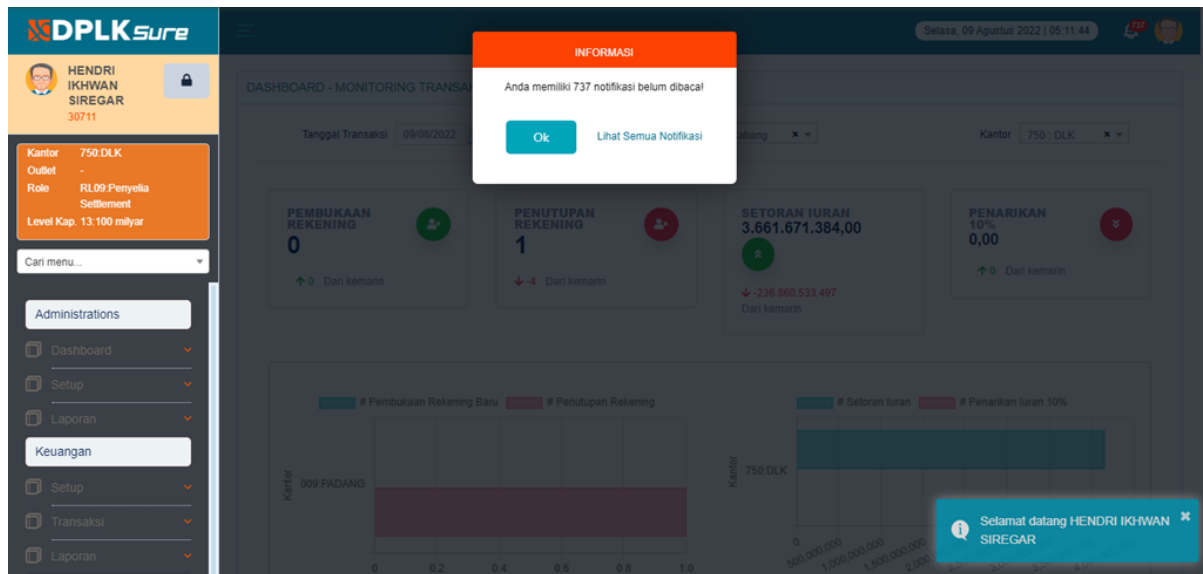 DPLKSure
HENDRI
IKHWAN
SIREGAR
30711
Kantor 750:DLK
Outlet -
Role RL09:Penyelia
Settlement
Level Kap. 13:100 milyar
Cari menu...
Administrations
Dashboard
Setup
Laporan
Keuangan
Setup
Transaksi
Laporan
Selasa, 09 Agustus 2022 | 05:11:44
737
INFORMASI
Anda memiliki 737 notifikasi belum dibaca!
Ok Lihat Semua Notifikasi
DASHBOARD - MONITORING
Tanggal Transaksi 09/08/2022
Kantor 750 : DLK
PEMBUKAAN
REKENING
0
0 Dari kemarin
PENUTUPAN
REKENING
1
-4 Dari kemarin
SETORAN IURAN
3.661.671.384,00
-236.860.533.497
Dari kemarin
PENARIKAN
10%
0,00
0 Dari kemarin
# Pembukaan Rekening Baru # Penutupan Rekening
Kantor
009:PADANG
0 0.2 0.4 0.6 0.8 1.0
# Setoran Iuran # Penarikan Iuran 10%
Kantor
750:DLK
0 500,000,000 1,000,000,000 1,500,000,000
Selamat datang HENDRI IKHWAN
SIREGAR